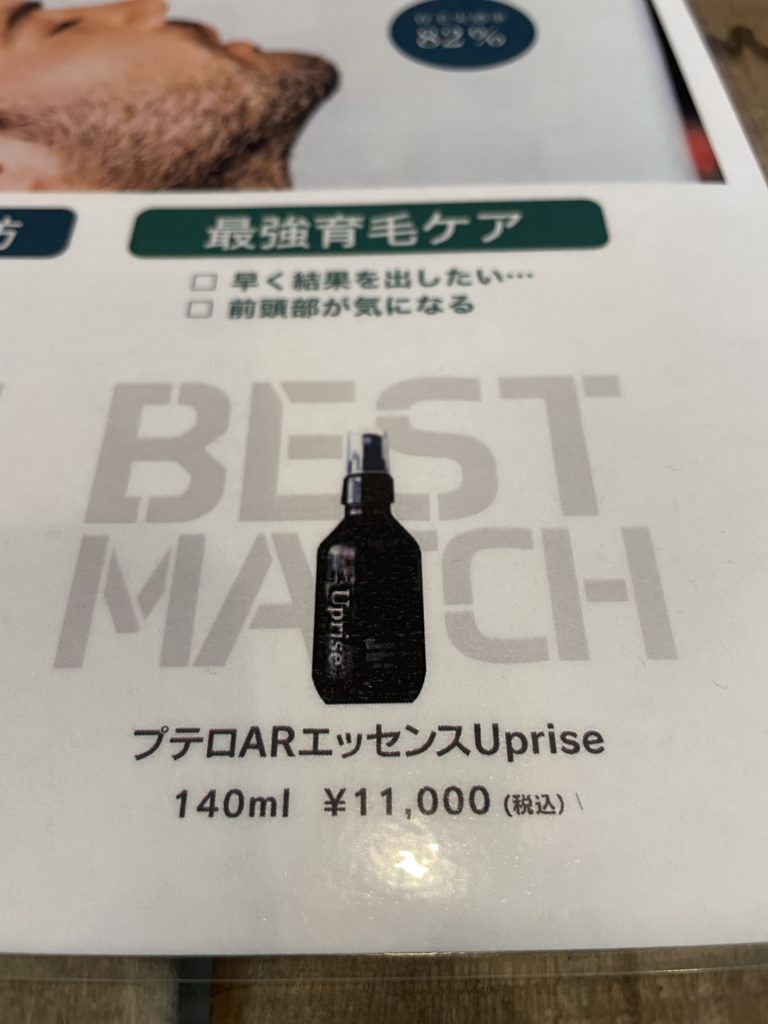 82%
方
最強育毛ケア
□ 早く結果を出したい…
□ 前頭部が気になる
BEST
MATCH
Uprise
プテロARエッセンスUprise
140ml ¥11,000 (税込)